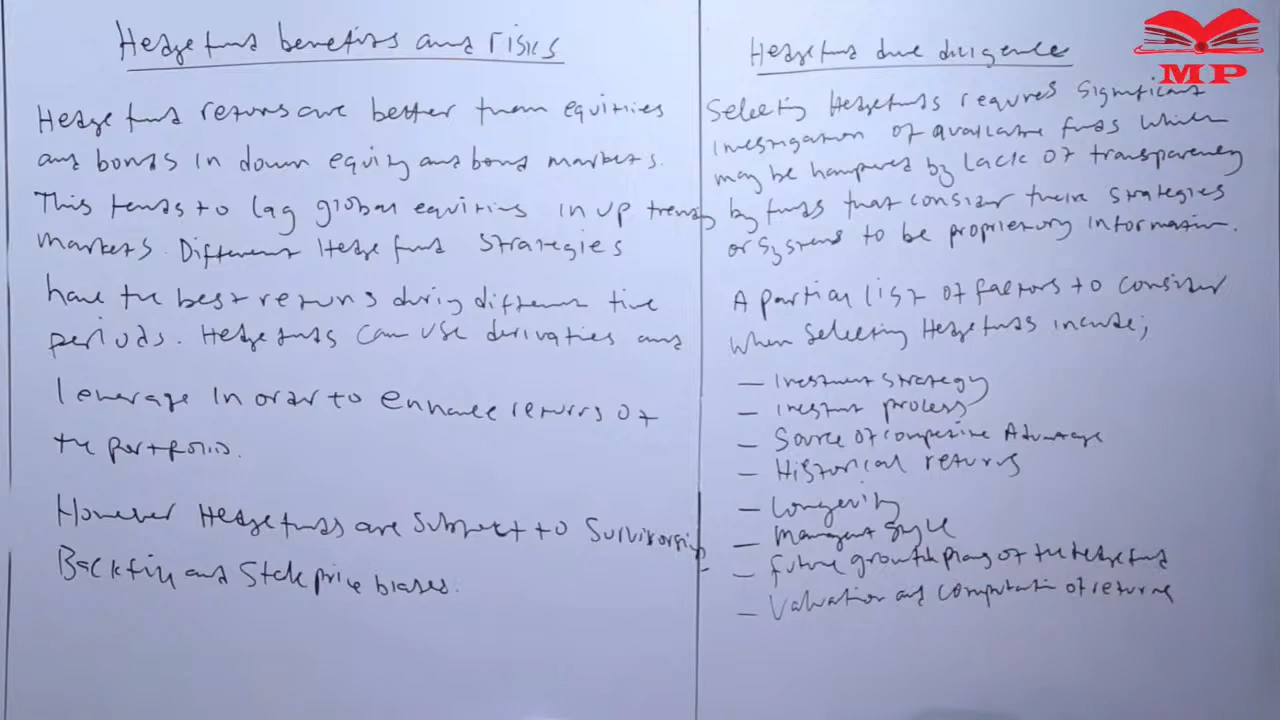 Hedge fund benefits and risks
Hedge fund returns are better than equities
and bonds in down equity and bond markets.
This tends to lag global equities in up trendy
markets. Different Hedge fund strategies
have the best returns during different time
periods. Hedge funds can use derivaties and
leverage in order to enhance returns of
the portfolio.
However Hedge funds are subject to Survivorship
Backfill and Stale price biases.
Hedge fund due diligence
Selecting Hedge funds requires significant
investigation of available funds which
may be hampered by lack of transparency
by funds that consider their strategies
or systems to be proprietory information.
A partial list of factors to consider
when selecting Hedge funds include;
— Investment strategy
— Investment process
— Source of competitive Advantage
— Historical returns
— Longevity
— Management style
— Future growth plans of the hedge fund
— Valuation and computation of returns
MP